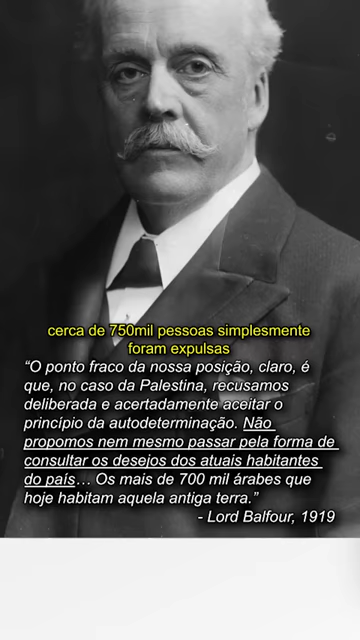 cerca de 750mil pessoas simplesmente
foram expulsas
“O ponto fraco da nossa posição, claro, é
que, no caso da Palestina, recusamos
deliberada e acertadamente aceitar o
princípio da autodeterminação. Não
propomos nem mesmo passar pela forma de
consultar os desejos dos atuais habitantes
do país… Os mais de 700 mil árabes que
hoje habitam aquela antiga terra.”
- Lord Balfour, 1919